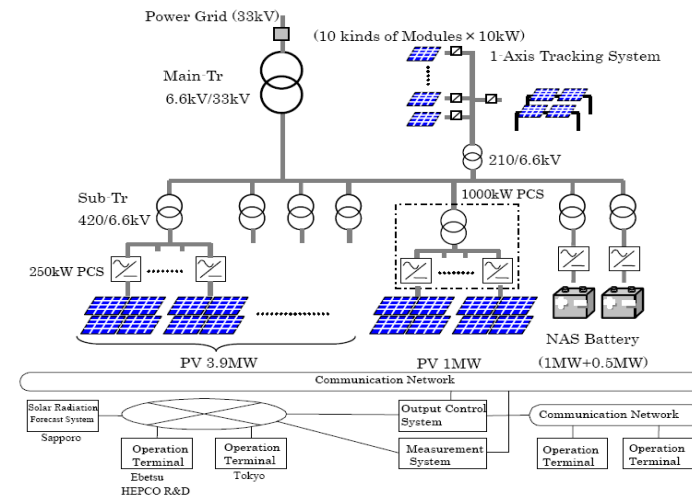 Power Grid (33kV)
(10 kinds of Modules × 10kW)
1-Axis Tracking System
Main-Tr
6.6kV/33kV
210/6.6kV
Sub-Tr
420/6.6kV
1000kW PCS
250kW PCS
NAS Battery
(1MW+0.5MW)
PV 3.9MW
PV 1MW
Communication Network
Solar Radiation
Forecast System
Sapporo
Output Control
System
Communication Network
Operation
Terminal
Ebetsu
HEPCO R&D
Operation
Terminal
Tokyo
Measurement
System
Operation
Terminal
Operation
Terminal